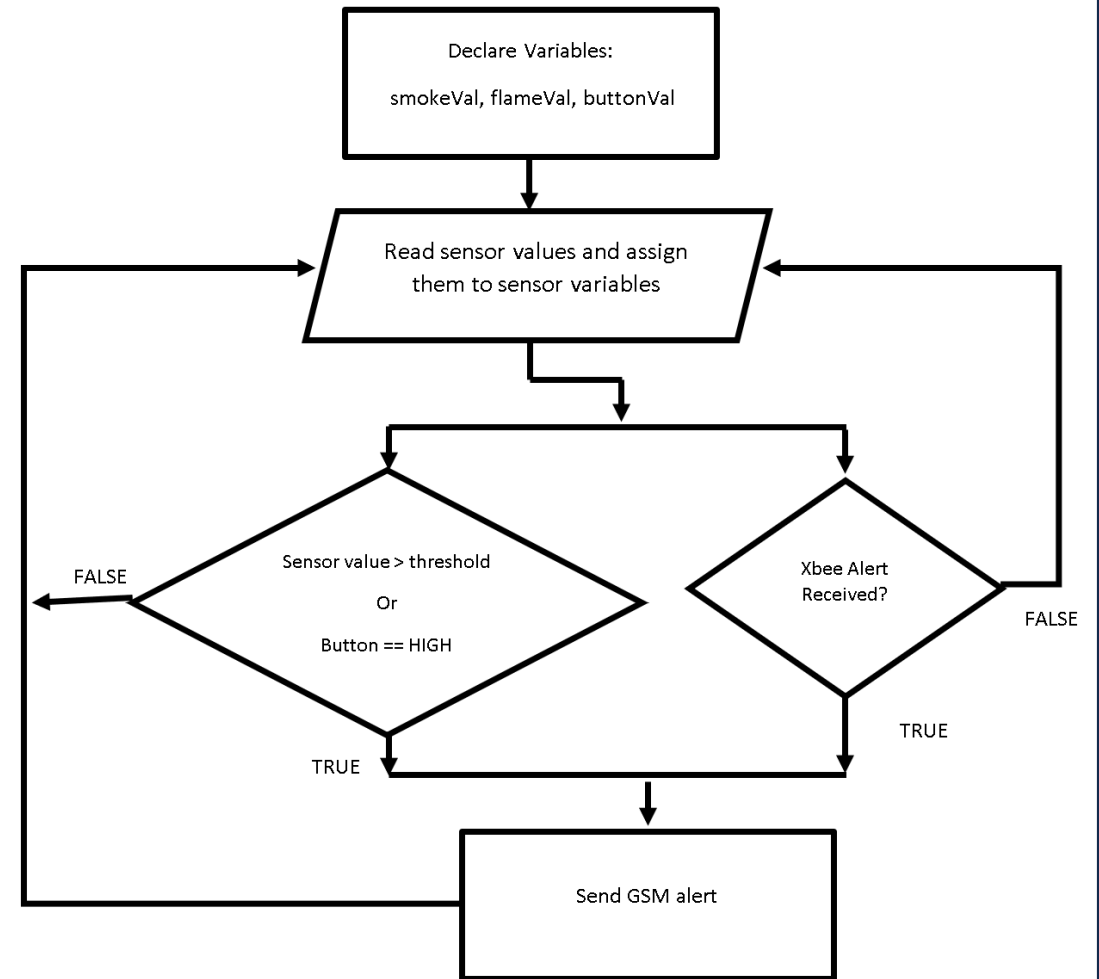 Declare Variables:
smokeVal, flameVal, buttonVal
Read sensor values and assign
them to sensor variables
Sensor value > threshold
Or
Button == HIGH
FALSE
TRUE
Xbee Alert
Received?
FALSE
TRUE
Send GSM alert